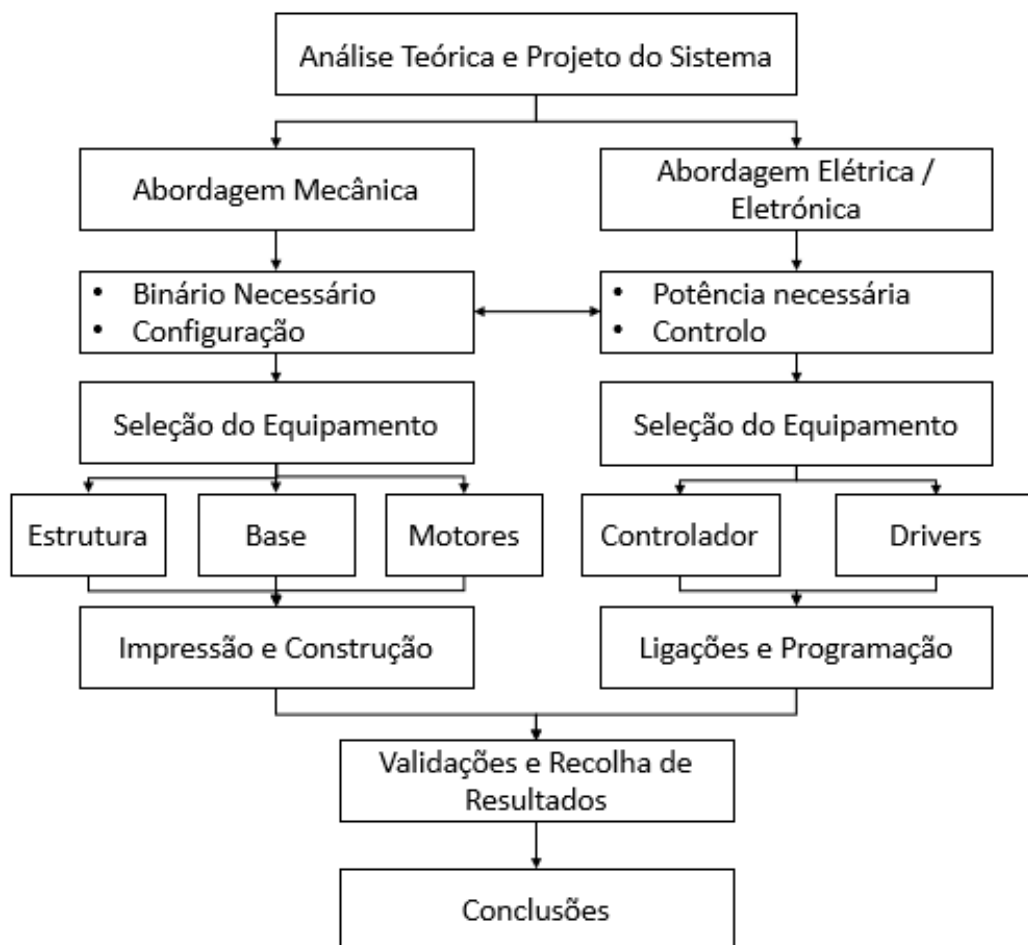 Análise Teórica e Projeto do Sistema
Abordagem Mecânica
Abordagem Elétrica /
Eletrónica
• Binário Necessário
• Configuração
• Potência necessária
• Controlo
Seleção do Equipamento
Seleção do Equipamento
Estrutura
Base
Motores
Controlador
Drivers
Impressão e Construção
Ligações e Programação
Validações e Recolha de
Resultados
Conclusões